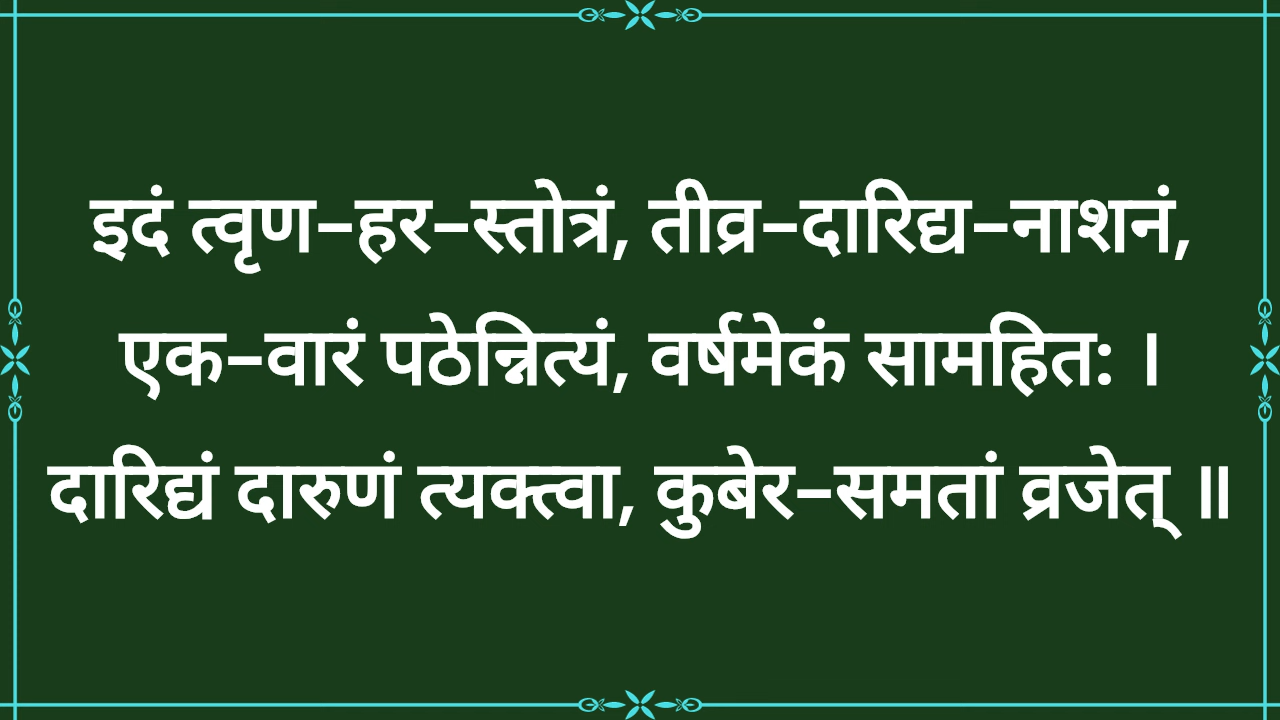 इदं त्वृण–हर–स्तोत्रं, तीव्र–दारिद्य–नाशनं,
एक–वारं पठेन्नित्यं, वर्षमेकं सामहित: ।
दारिद्यं दारुणं त्यक्त्वा, कुबेर–समतां व्रजेत् ॥